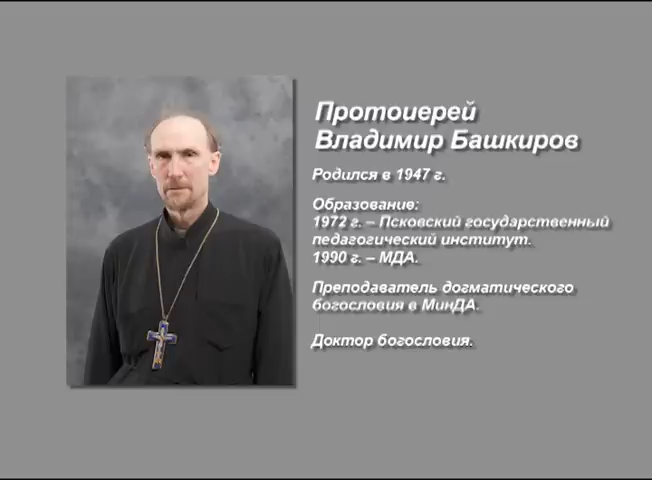 Протоиерей
Владимир Башкиров
Родился в 1947 г.
Образование:
1972 г. – Псковский государственный
педагогический институт.
1990 г. – МДА.
Преподаватель догматического
богословия в МинДА.
Доктор богословия.